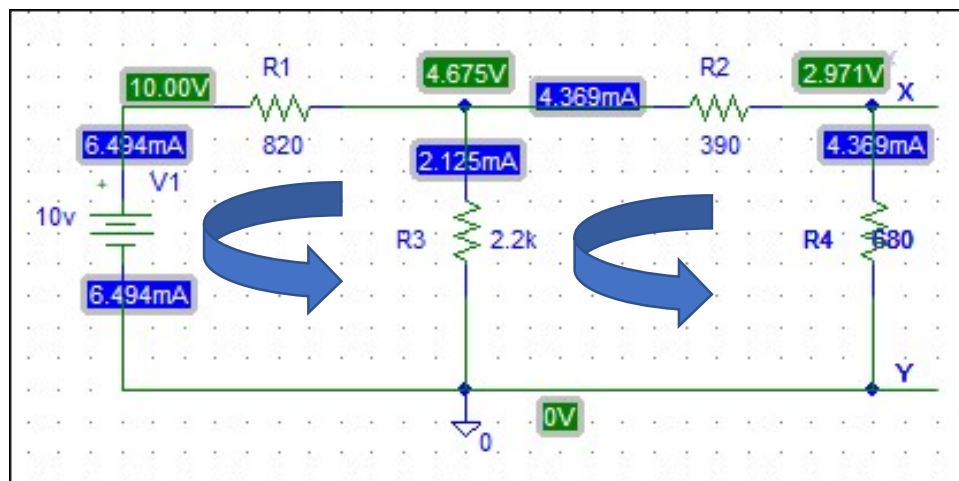 R1
4.675V
R2
2.971V
10.00V
4.369mA
X
6.494mA
820
2.125mA
390
4.369mA
+
V1
10v
R3
2.2k
R4
680
6.494mA
Y
0V
0